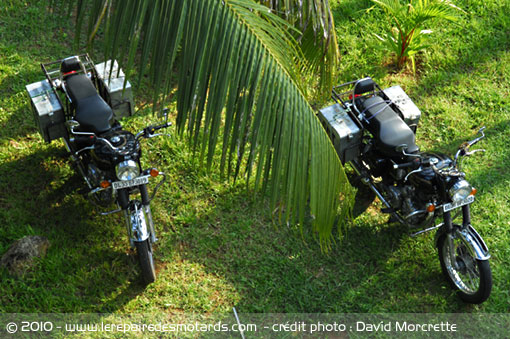 © 2010 - www.lerepairedesmotards.com - crédit photo : David Morcrette